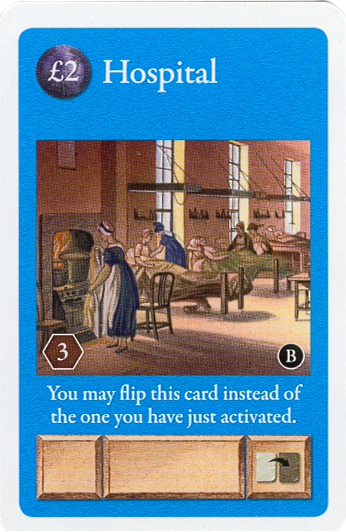 £2 Hospital
3
B
You may flip this card instead of
the one you have just activated.